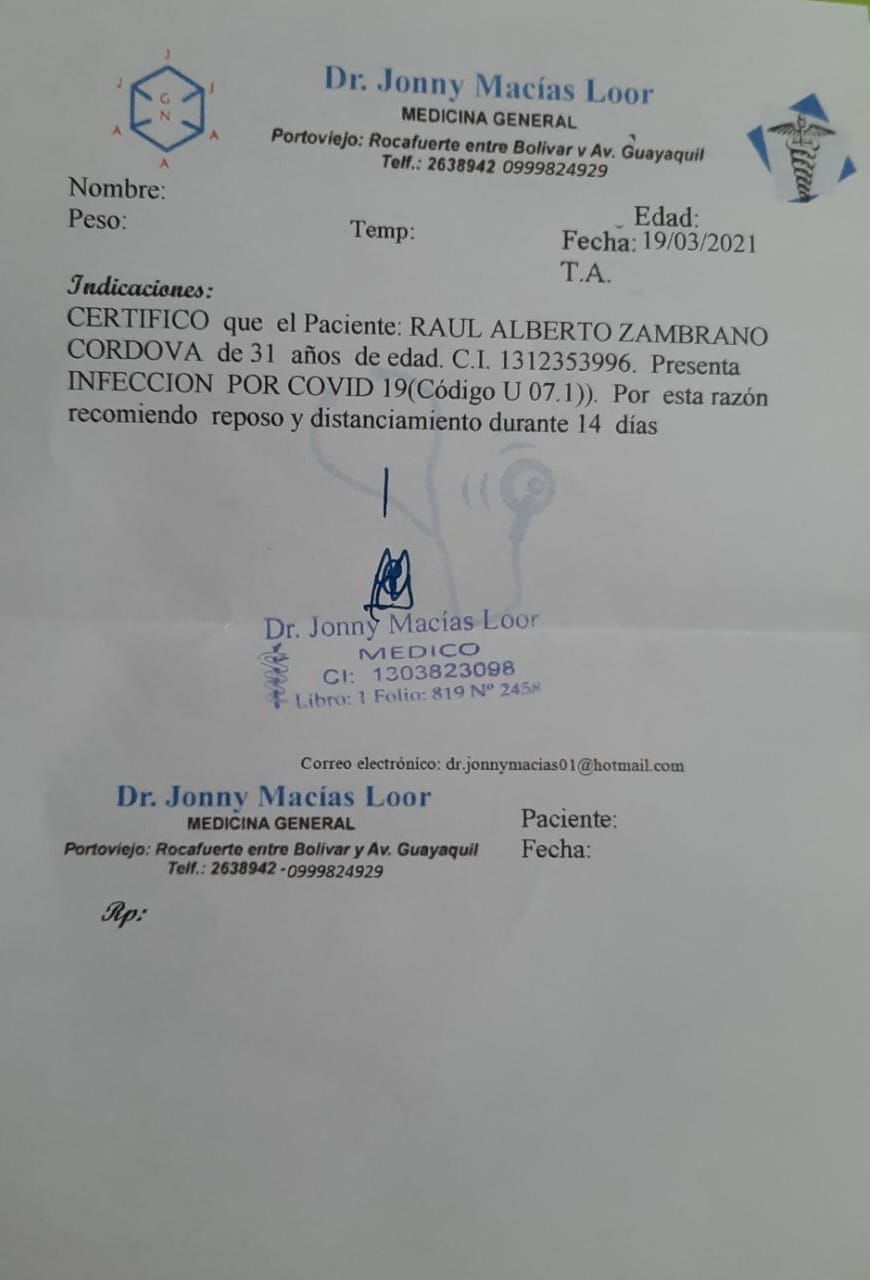 J
J
J
G
N
A
A
A
Dr. Jonny Macías Loor
MEDICINA GENERAL
Portoviejo: Rocafuerte entre Bolivar y Av. Guayaquil
Telf.: 2638942 0999824929
Nombre:
Peso:
Temp:
Edad:
Fecha: 19/03/2021
T.A.
Indicaciones:
CERTIFICO que el Paciente: RAUL ALBERTO ZAMBRANO
CORDOVA de 31 años de edad. C.I. 1312353996. Presenta
INFECCION POR COVID 19(Código U 07.1)). Por esta razón
recomiendo reposo y distanciamiento durante 14 días
Dr. Jonny Macías Loor
MEDICO
CI: 1303823098
Libro: 1 Folio: 819 Nº 2458
Correo electrónico: dr.jonnymacias01@hotmail.com
Dr. Jonny Macías Loor
MEDICINA GENERAL
Portoviejo: Rocafuerte entre Bolivar y Av. Guayaquil
Telf.: 2638942 -0999824929
Paciente:
Fecha:
Rp: